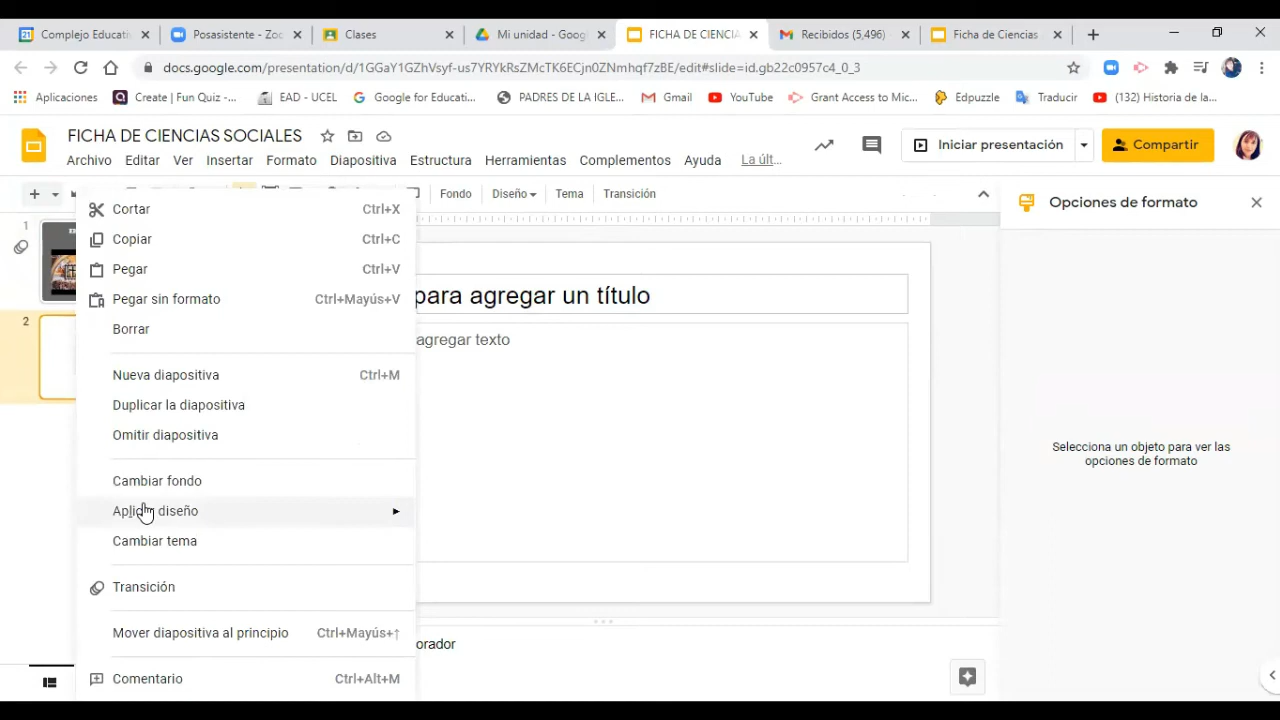 Complejo Educati
Posasistente - Zoo
Clases
Mi unidad - Goog
FICHA DE CIENCIA
Recibidos (5,496)
Ficha de Ciencias
docs.google.com/presentation/d/1GGaY1GZhVsyf-us7YRYkRsZMcTK6ECjn0ZNmhqf7zBE/edit#slide=id.gb22c0957c4_0_3
Aplicaciones
Create | Fun Quiz -...
EAD - UCEL
Google for Educati...
PADRES DE LA IGLE...
Gmail
YouTube
Grant Access to Mic...
Edpuzzle
Traducir
(132) Historia de la...
FICHA DE CIENCIAS SOCIALES
Archivo Editar Ver Insertar Formato Diapositiva Estructura Herramientas Complementos Ayuda La últ...
Iniciar presentación
Compartir
Fondo Diseño Tema Transición
Opciones de formato
1
2
Cortar Ctrl+X
Copiar Ctrl+C
Pegar Ctrl+V
Pegar sin formato Ctrl+Mayús+V
Borrar
Nueva diapositiva Ctrl+M
Duplicar la diapositiva
Omitir diapositiva
Cambiar fondo
Aplicar diseño
Cambiar tema
Transición
Mover diapositiva al principio Ctrl+Mayús+↑
Comentario Ctrl+Alt+M
para agregar un título
agregar texto
orador
Selecciona un objeto para ver las
opciones de formato